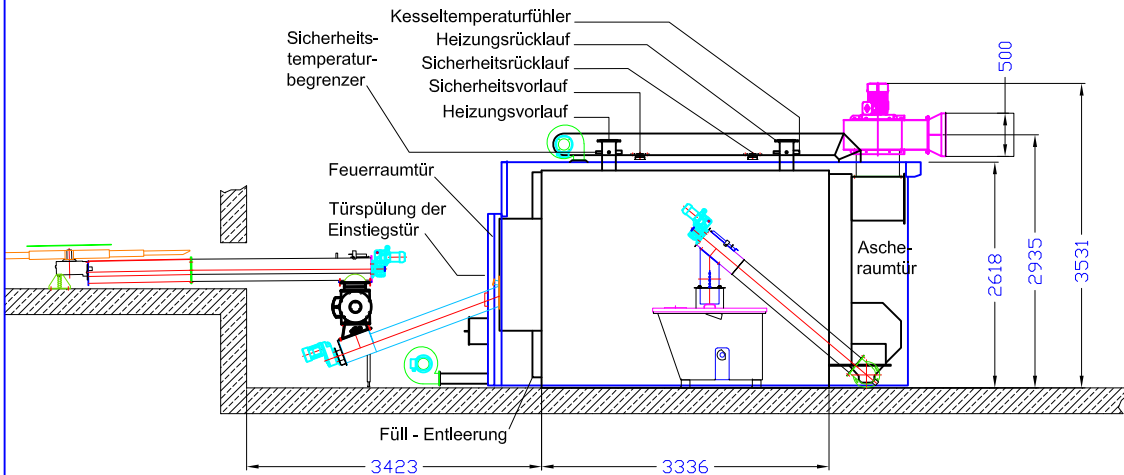 Kesseltemperaturfühler
Heizungsrücklauf
Sicherheitsrücklauf
Sicherheitsvorlauf
Heizungsvorlauf
Sicherheits-
temperatur-
begrenzer
Feuerraumtür
Türspülung der
Einstiegstür
Asche-
raumtür
500
2618
2935
3531
Füll - Entleerung
3423
3336